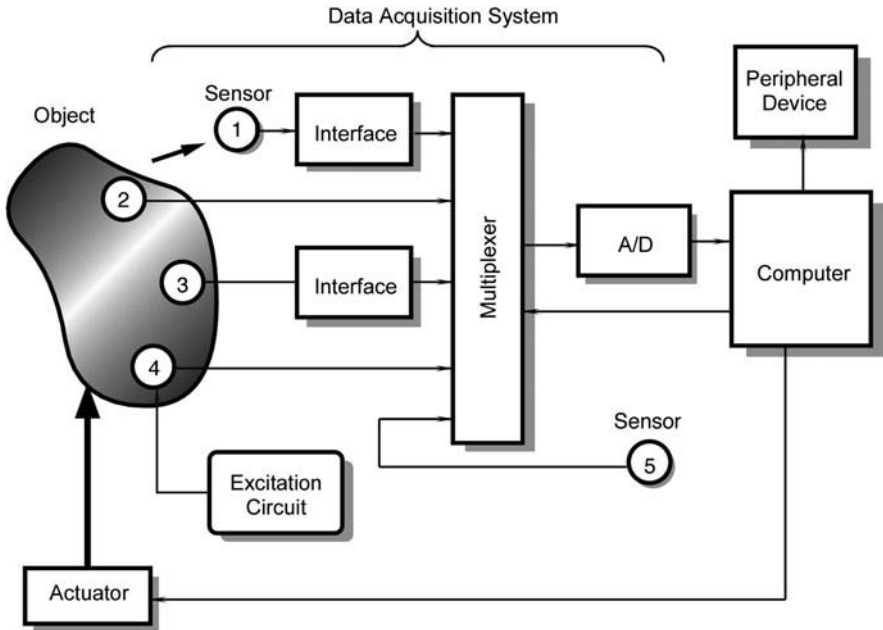 Data Acquisition System
Peripheral
Device
Sensor
Object
1
Interface
2
Multiplexer
A/D
Computer
3
Interface
4
Sensor
5
Excitation
Circuit
Actuator